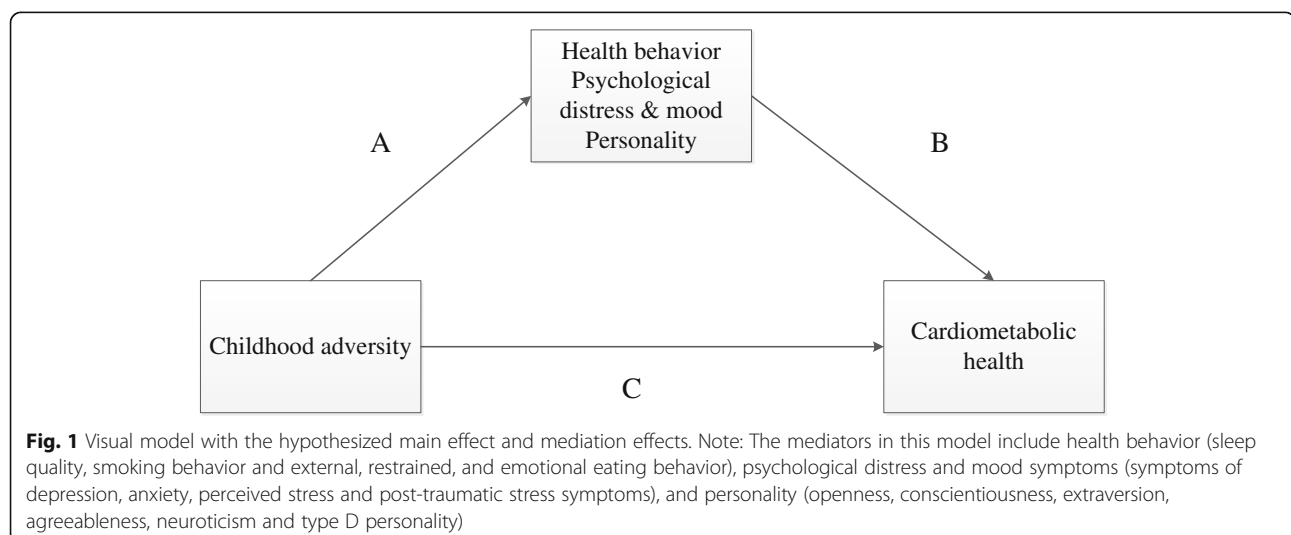 Health behavior
Psychological
distress & mood
Personality
A
B
Childhood adversity
Cardiometabolic
health
C
Fig. 1 Visual model with the hypothesized main effect and mediation effects. Note: The mediators in this model include health behavior (sleep
quality, smoking behavior and external, restrained, and emotional eating behavior), psychological distress and mood symptoms (symptoms of
depression, anxiety, perceived stress and post-traumatic stress symptoms), and personality (openness, conscientiousness, extraversion,
agreeableness, neuroticism and type D personality)